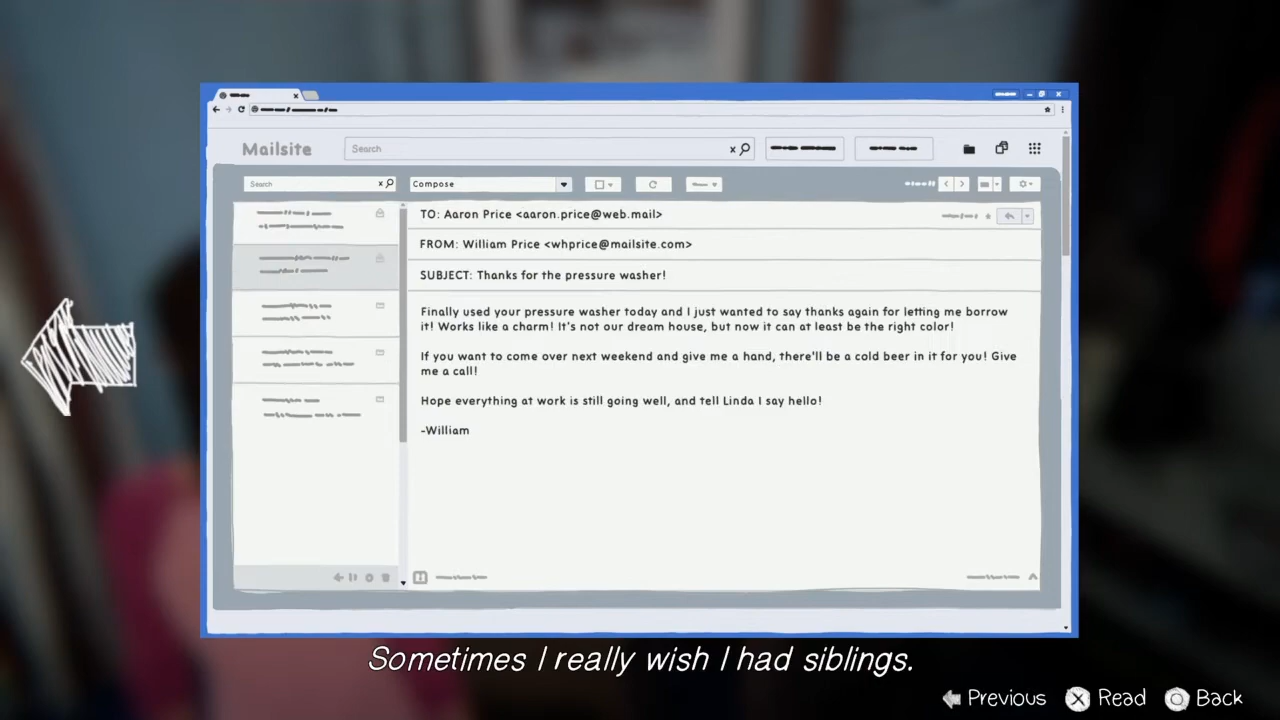 Mailsite
Search
x
Search
x
Compose
TO: Aaron Price <aaron.price@web.mail>
FROM: William Price <whprice@mailsite.com>
SUBJECT: Thanks for the pressure washer!
Finally used your pressure washer today and I just wanted to say thanks again for letting me borrow
it! Works like a charm! It's not our dream house, but now it can at least be the right color!
If you want to come over next weekend and give me a hand, there'll be a cold beer in it for you! Give
me a call!
Hope everything at work is still going well, and tell Linda I say hello!
-William
Sometimes I really wish I had siblings.
Previous
Read
Back